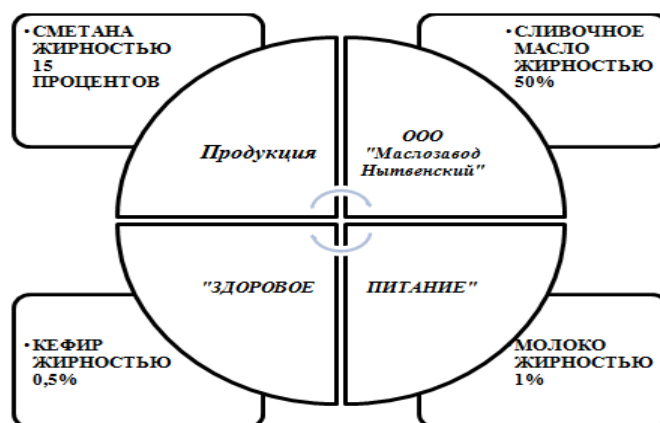 • СМЕТАНА
ЖИРНОСТЬЮ
15
ПРОЦЕНТОВ
• СЛИВОЧНОЕ
МАСЛО
ЖИРНОСТЬЮ
50%
Продукция
ООО
"Маслозавод
Нытвенский"
"ЗДОРОВОЕ
ПИТАНИЕ"
• КЕФИР
ЖИРНОСТЬЮ
0,5%
МОЛОКО
ЖИРНОСТЬЮ
1%